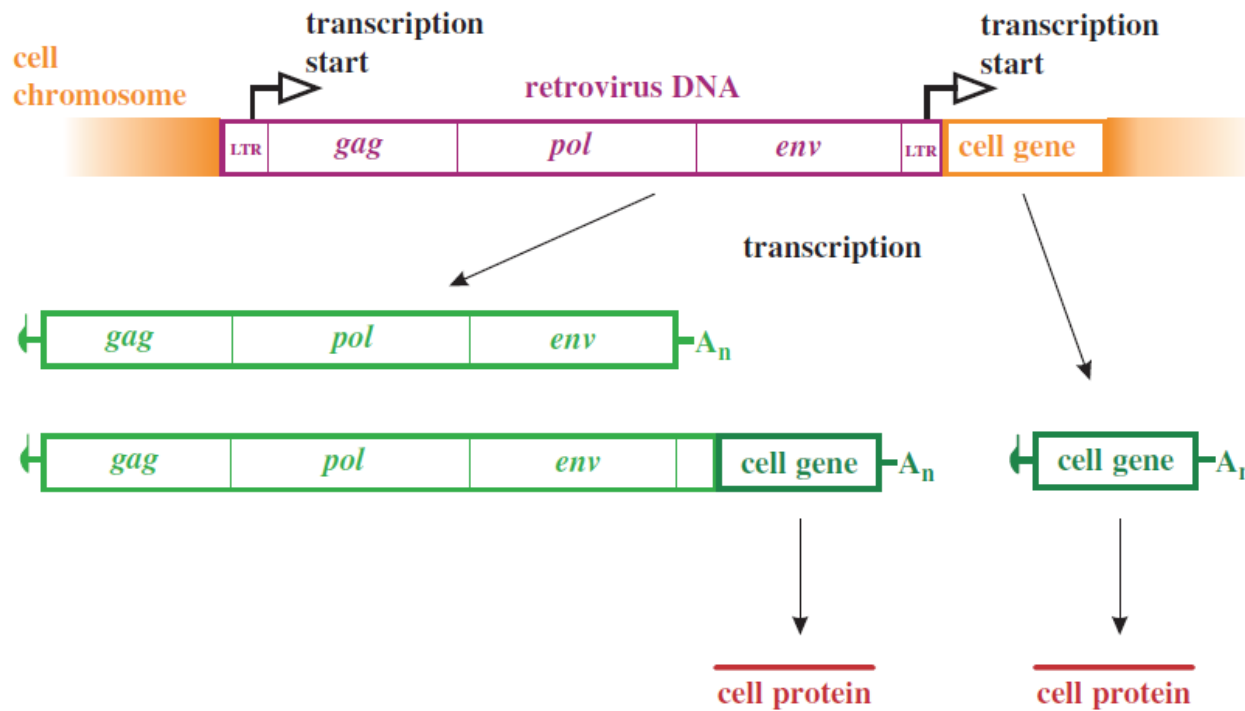 transcription
start
transcription
start
cell
chromosome
retrovirus DNA
LTR gag pol env LTR cell gene
transcription
gag pol env An
gag pol env cell gene An
cell gene An
cell protein
cell protein